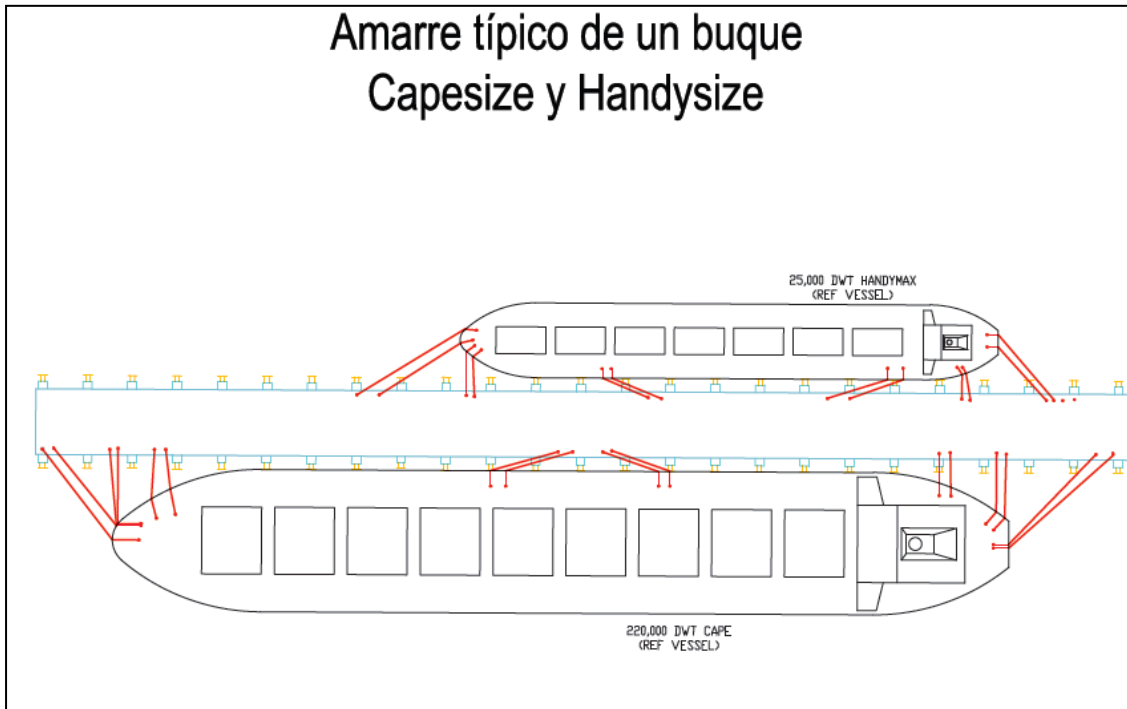 Amarre típico de un buque
Capesize y Handysize
25,000 DWT HANDYMAX
(REF VESSEL)
220,000 DWT CAPE
(REF VESSEL)